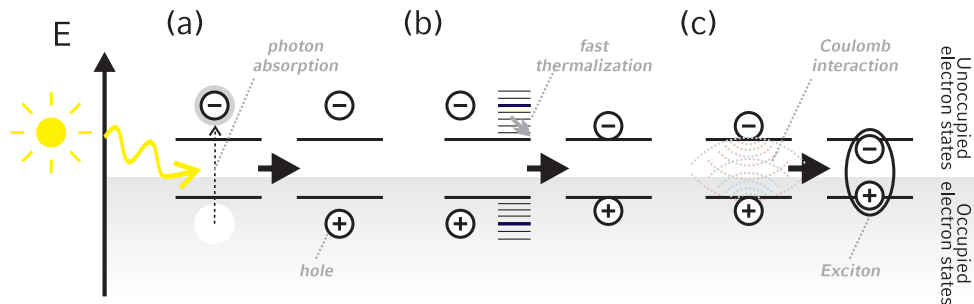 E
(a)
photon
absorption
−
−
+
hole
(b)
fast
thermalization
−
+
−
+
(c)
Coulomb
interaction
−
+
−
+
Exciton
Unoccupied
electron states
Occupied
electron states